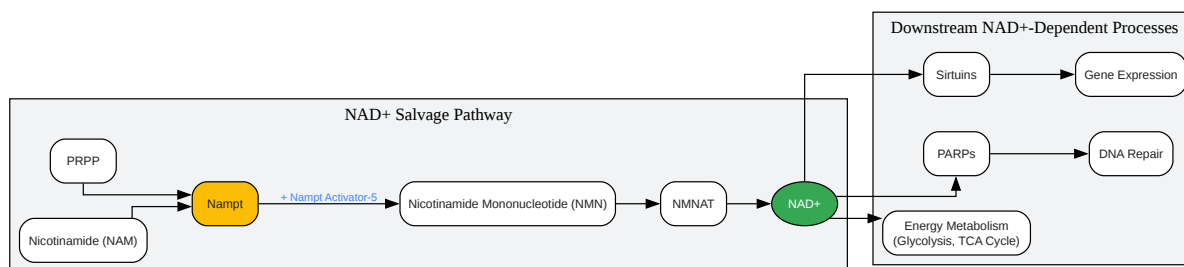 Downstream NAD+-Dependent Processes
Sirtuins
Gene Expression
NAD+ Salvage Pathway
PRPP
PARPs
DNA Repair
Nampt
+ Nampt Activator-5
Nicotinamide Mononucleotide (NMN)
NMNAT
NAD+
Nicotinamide (NAM)
Energy Metabolism
(Glycolysis, TCA Cycle)